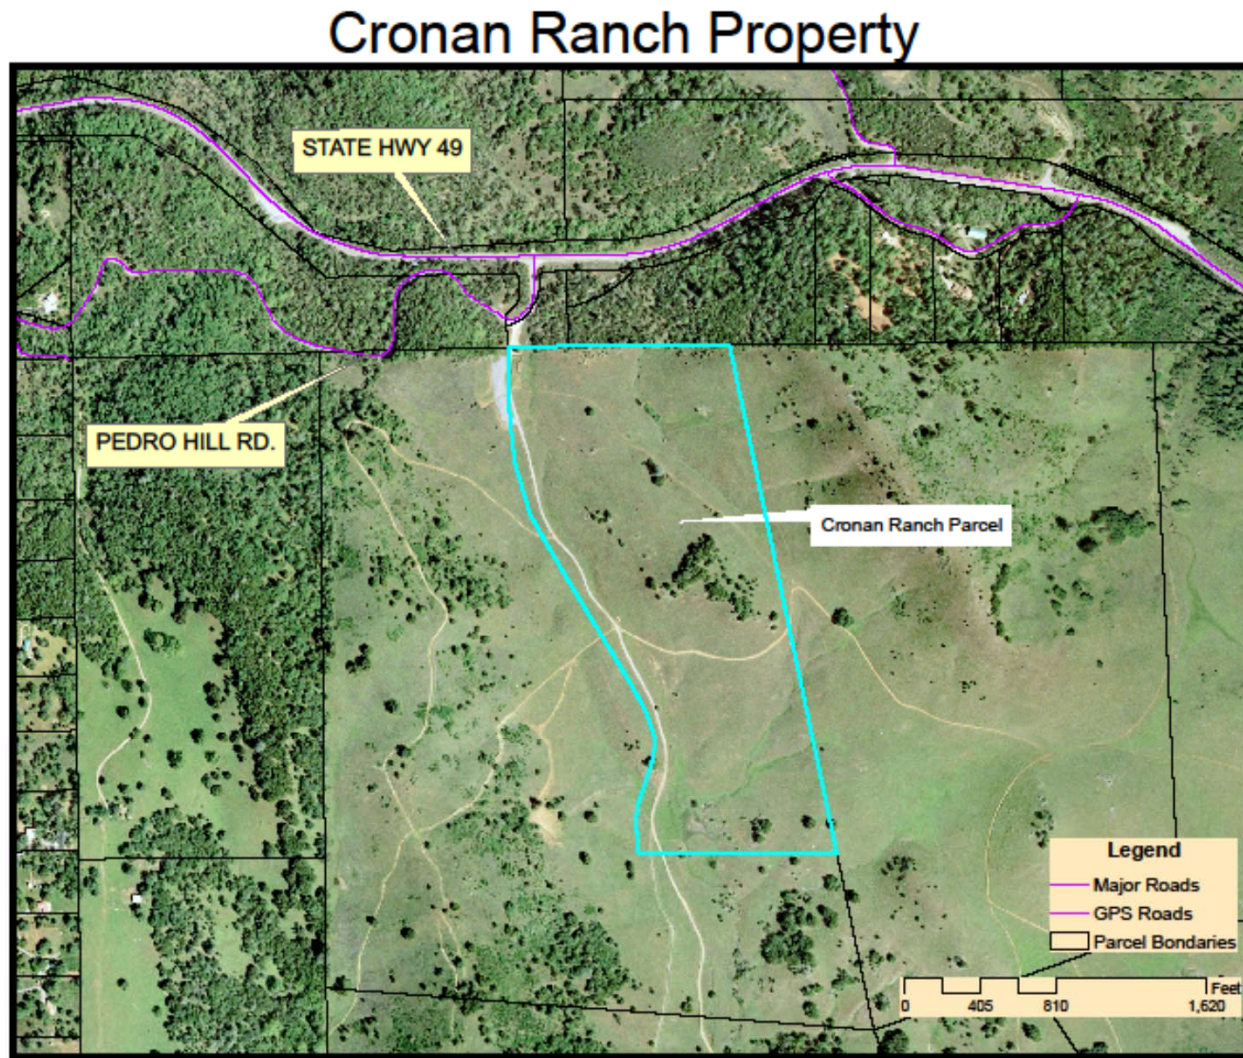 Cronan Ranch Property
STATE HWY 49
PEDRO HILL RD.
Cronan Ranch Parcel
Legend
Major Roads
GPS Roads
Parcel Bondaries
Feet
0 405 810 1,620